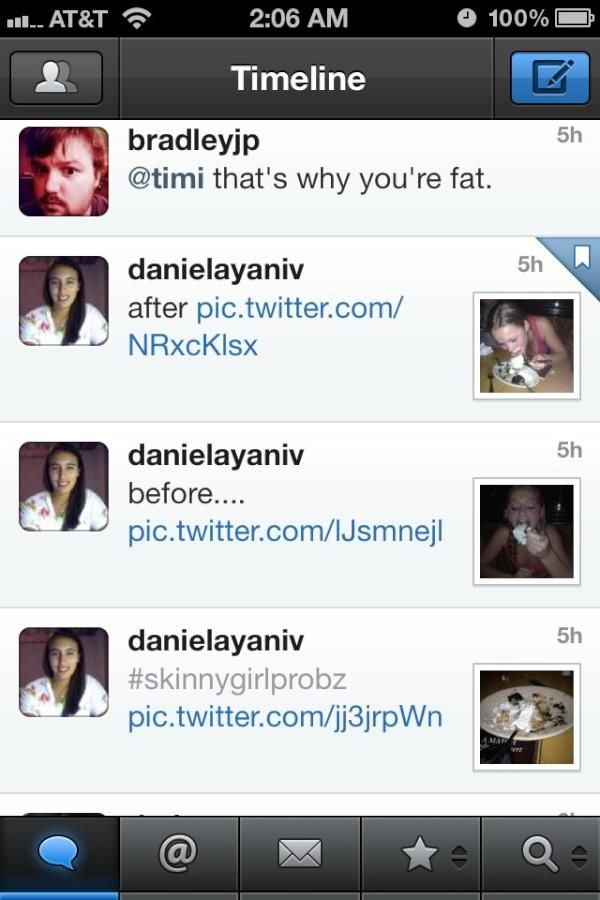 AT&T 2:06 AM 100%
Timeline
bradleyjp 5h
@timi that's why you're fat.
danielayaniv 5h
after pic.twitter.com/
NRxcKlsx
danielayaniv 5h
before....
pic.twitter.com/lJsmnejl
danielayaniv 5h
#skinnygirlprobz
pic.twitter.com/jj3jrpWn
@